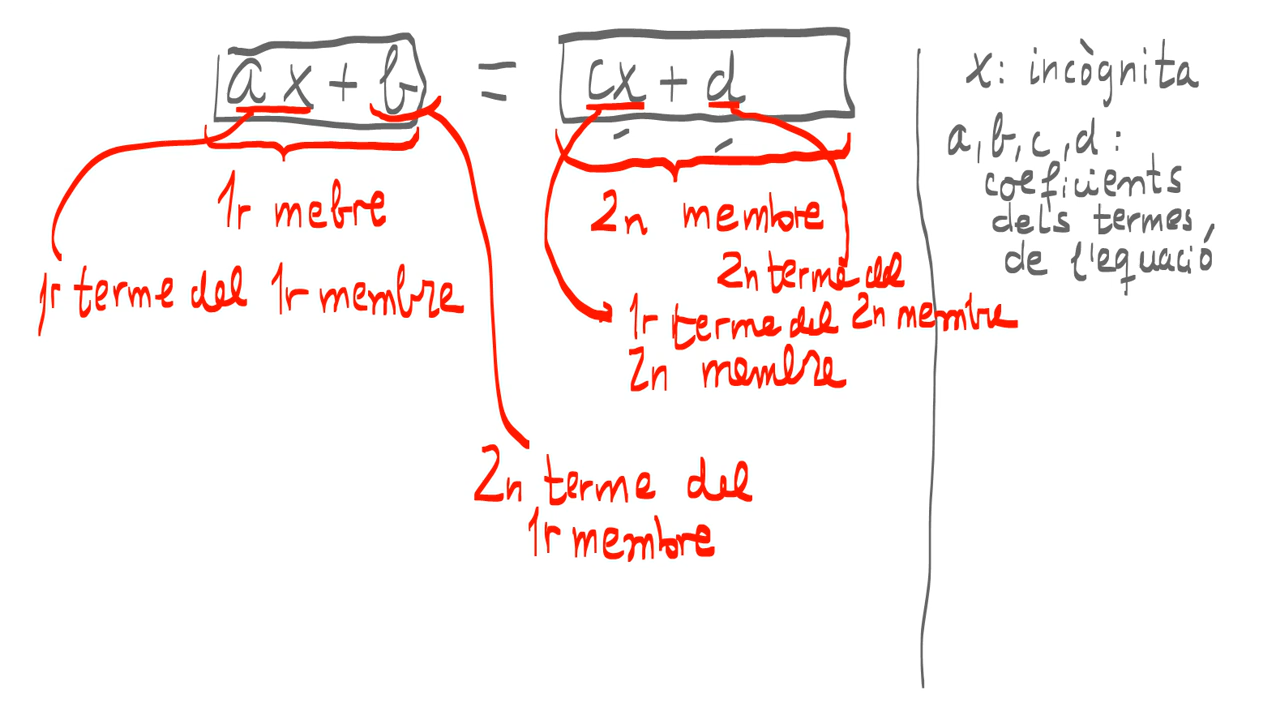 ax + b = cx + d
1r mebre
2n membre
1r terme del 1r membre
2n terme del
2n membre
1r terme del
2n membre
2n terme del
1r membre
x: incògnita
a, b, c, d:
coeficients
dels termes
de l'equació